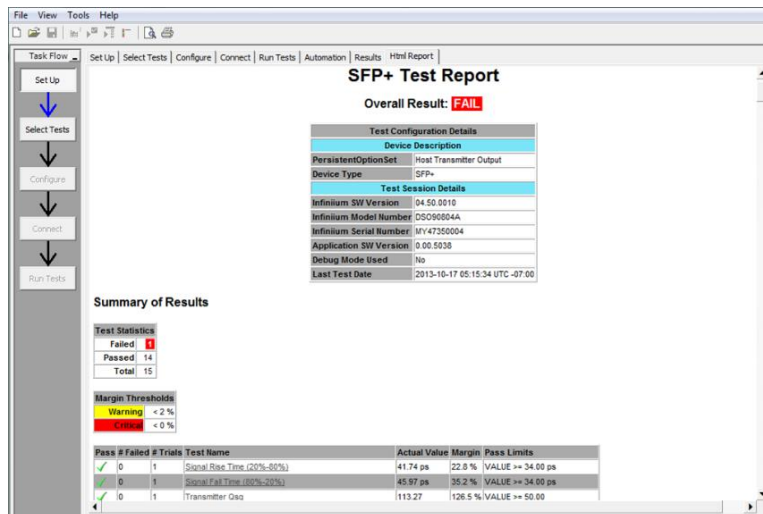 File View Tools Help
Task Flow
Set Up
Select Tests
Configure
Connect
Run Tests
Set Up Select Tests Configure Connect Run Tests Automation Results Html Report
SFP+ Test Report
Overall Result: FAIL
Test Configuration Details
Device Description
PersistentOptionSet Host Transmitter Output
Device Type SFP+
Test Session Details
Infiniium SW Version 04.50.0010
Infiniium Model Number DSO90804A
Infiniium Serial Number MY47350004
Application SW Version 0.00.5038
Debug Mode Used No
Last Test Date 2013-10-17 05:15:34 UTC -07:00
Summary of Results
Test Statistics
Failed 1
Passed 14
Total 15
Margin Thresholds
Warning < 2 %
Critical < 0 %
Pass # Failed # Trials Test Name Actual Value Margin Pass Limits
0 1 Signal Rise Time (20%-80%) 41.74 ps 22.8 % VALUE >= 34.00 ps
0 1 Signal Fall Time (80%-20%) 45.97 ps 35.2 % VALUE >= 34.00 ps
0 1 Transmitter Qsq 113.27 126.5 % VALUE >= 50.00